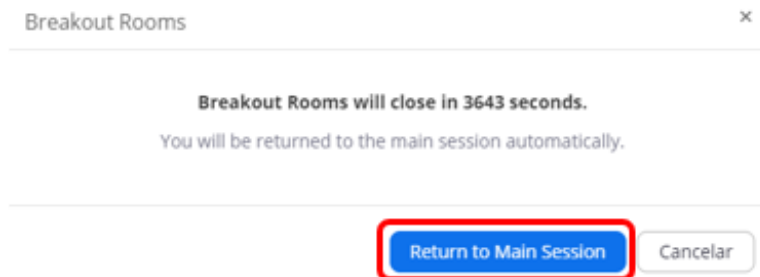 Breakout Rooms ×
Breakout Rooms will close in 3643 seconds.
You will be returned to the main session automatically.
Return to Main Session Cancelar